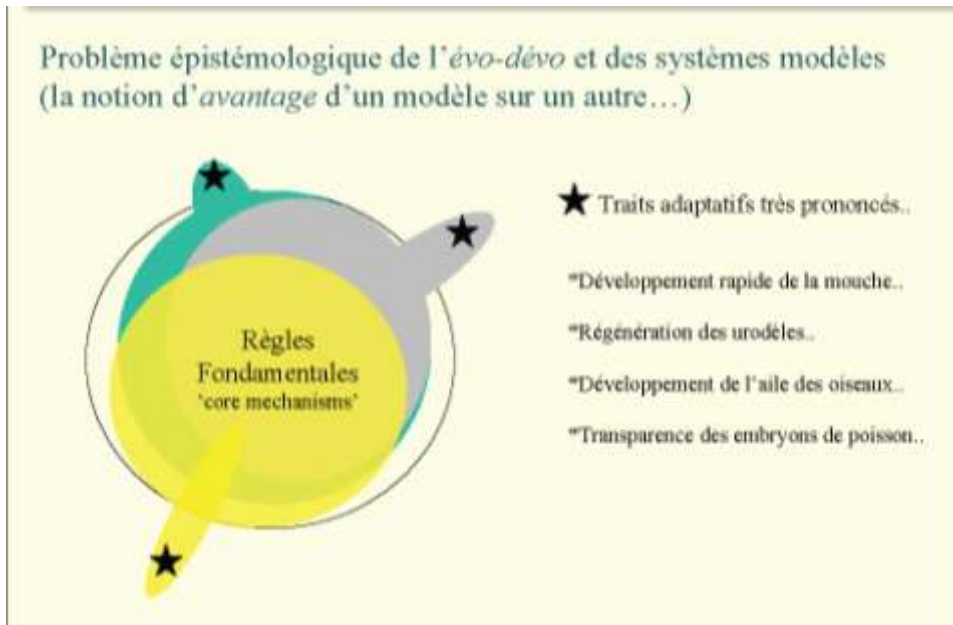 Problème épistémologique de l'évo-dévo et des systèmes modèles
(la notion d'avantage d'un modèle sur un autre…)
Règles
Fondamentales
'core mechanisms'
★ Traits adaptatifs très prononcés..
*Développement rapide de la mouche..
*Régénération des urodèles..
*Développement de l'aile des oiseaux..
*Transparence des embryons de poisson..